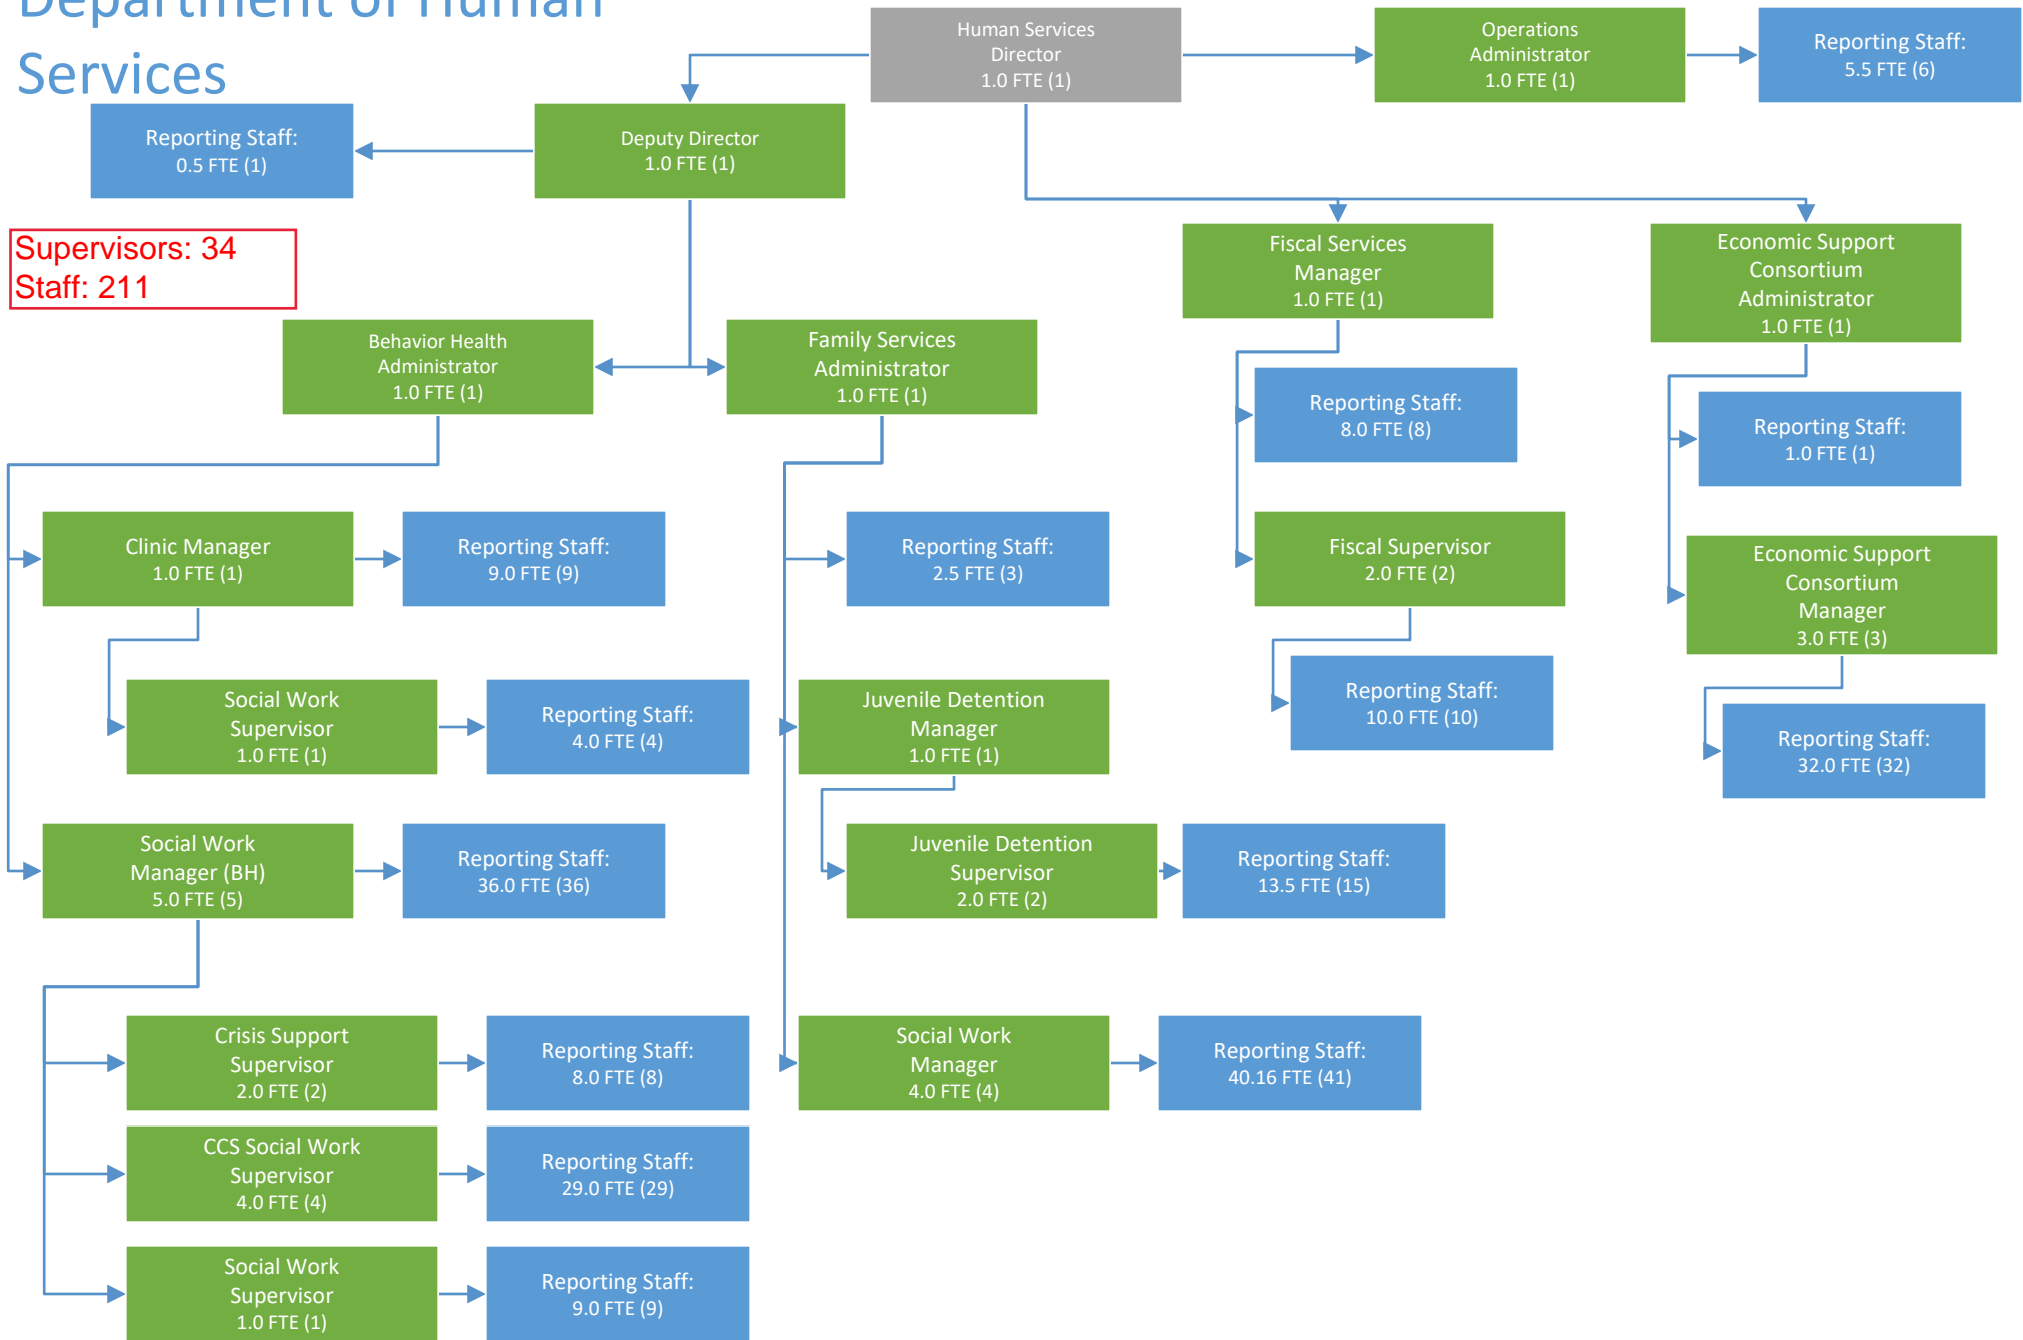 Department of Human
Services
Human Services
Director
1.0 FTE (1)
Operations
Administrator
1.0 FTE (1)
Reporting Staff:
5.5 FTE (6)
Reporting Staff:
0.5 FTE (1)
Deputy Director
1.0 FTE (1)
Supervisors: 34
Staff: 211
Fiscal Services
Manager
1.0 FTE (1)
Economic Support
Consortium
Administrator
1.0 FTE (1)
Behavior Health
Administrator
1.0 FTE (1)
Family Services
Administrator
1.0 FTE (1)
Reporting Staff:
8.0 FTE (8)
Reporting Staff:
1.0 FTE (1)
Clinic Manager
1.0 FTE (1)
Reporting Staff:
9.0 FTE (9)
Reporting Staff:
2.5 FTE (3)
Fiscal Supervisor
2.0 FTE (2)
Economic Support
Consortium
Manager
3.0 FTE (3)
Social Work
Supervisor
1.0 FTE (1)
Reporting Staff:
4.0 FTE (4)
Juvenile Detention
Manager
1.0 FTE (1)
Reporting Staff:
10.0 FTE (10)
Reporting Staff:
32.0 FTE (32)
Social Work
Manager (BH)
5.0 FTE (5)
Reporting Staff:
36.0 FTE (36)
Juvenile Detention
Supervisor
2.0 FTE (2)
Reporting Staff:
13.5 FTE (15)
Crisis Support
Supervisor
2.0 FTE (2)
Reporting Staff:
8.0 FTE (8)
Social Work
Manager
4.0 FTE (4)
Reporting Staff:
40.16 FTE (41)
CCS Social Work
Supervisor
4.0 FTE (4)
Reporting Staff:
29.0 FTE (29)
Social Work
Supervisor
1.0 FTE (1)
Reporting Staff:
9.0 FTE (9)